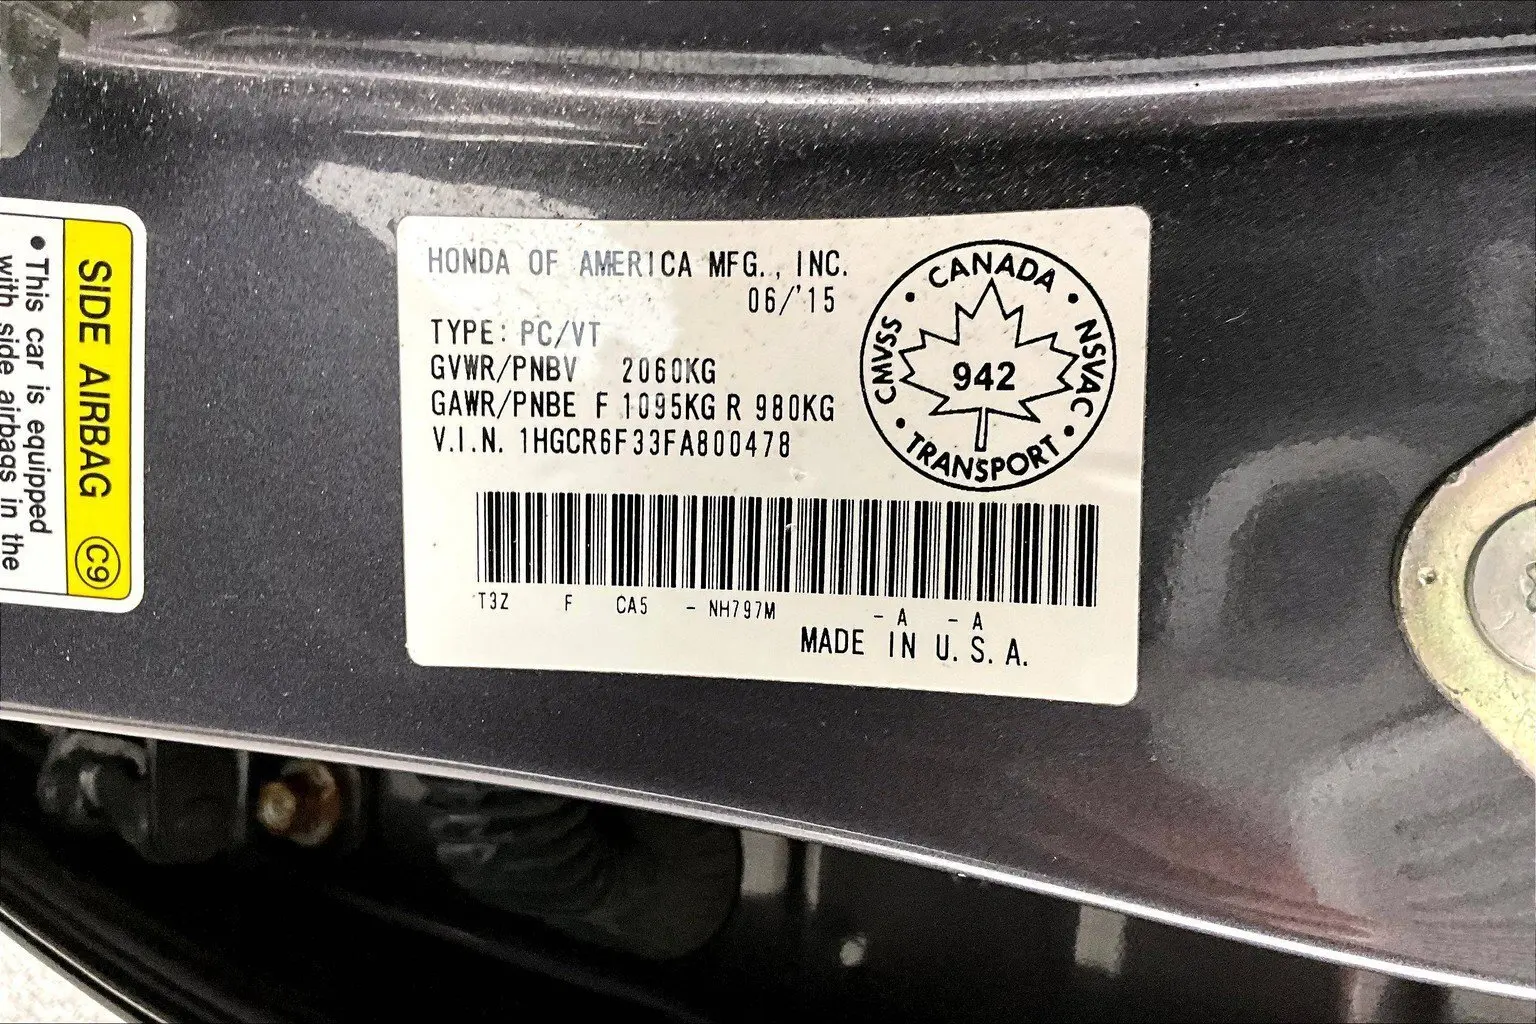 SIDE AIRBAG C9
• This car is equipped
with side airbags in the
HONDA OF AMERICA MFG., INC.
06/'15
TYPE: PC/VT
GVWR/PNBV 2060KG
GAWR/PNBE F 1095KG R 980KG
V.I.N. 1HGCR6F33FA800478
CANADA
CMVSS
NSVAC
942
TRANSPORT
T3Z F CA5 - NH797M - A - A
MADE IN U.S.A.